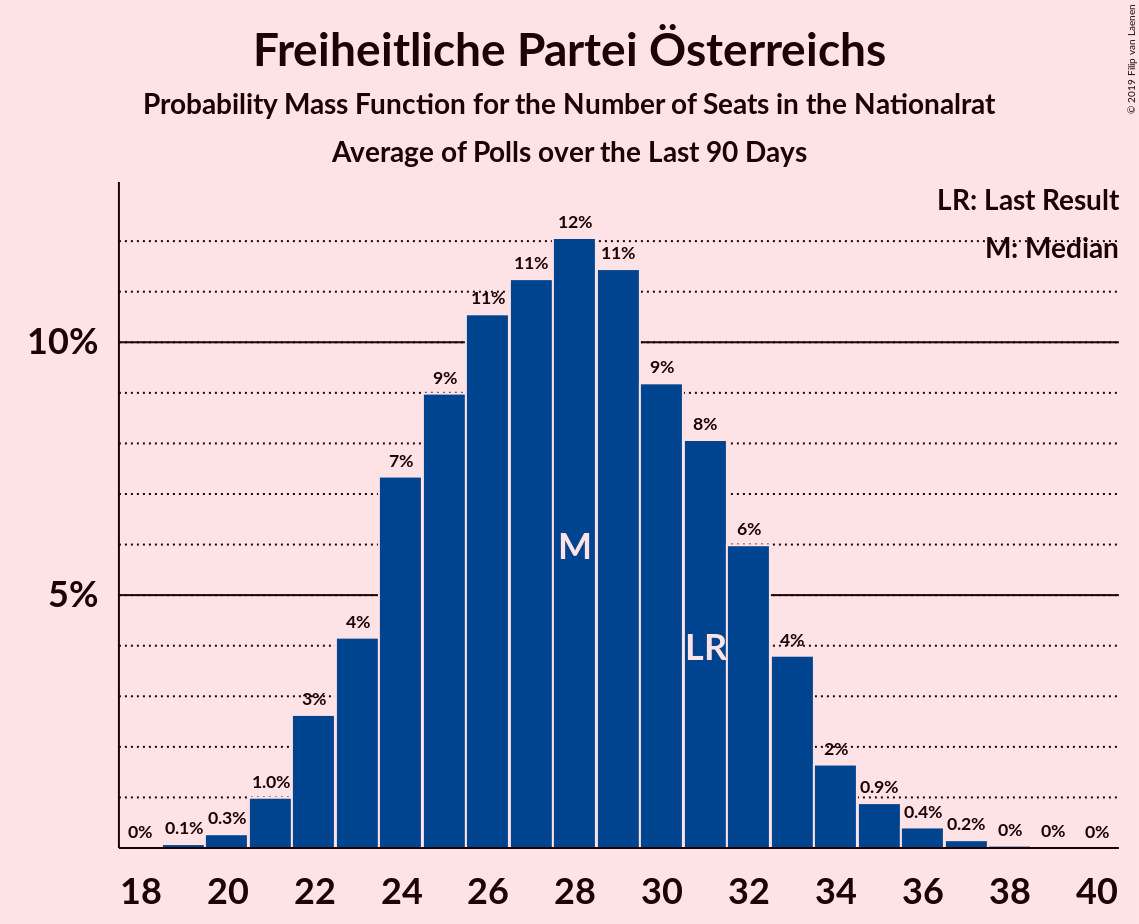 Freiheitliche Partei Österreichs
Probability Mass Function for the Number of Seats in the Nationalrat
Average of Polls over the Last 90 Days
© 2019 Filip van Laenen
LR: Last Result
M: Median
10%
5%
0%
0.1%
0.3%
1.0%
3%
4%
7%
9%
11%
11%
12%
11%
9%
8%
6%
4%
2%
0.9%
0.4%
0.2%
0%
0%
0%
M
LR
18 20 22 24 26 28 30 32 34 36 38 40